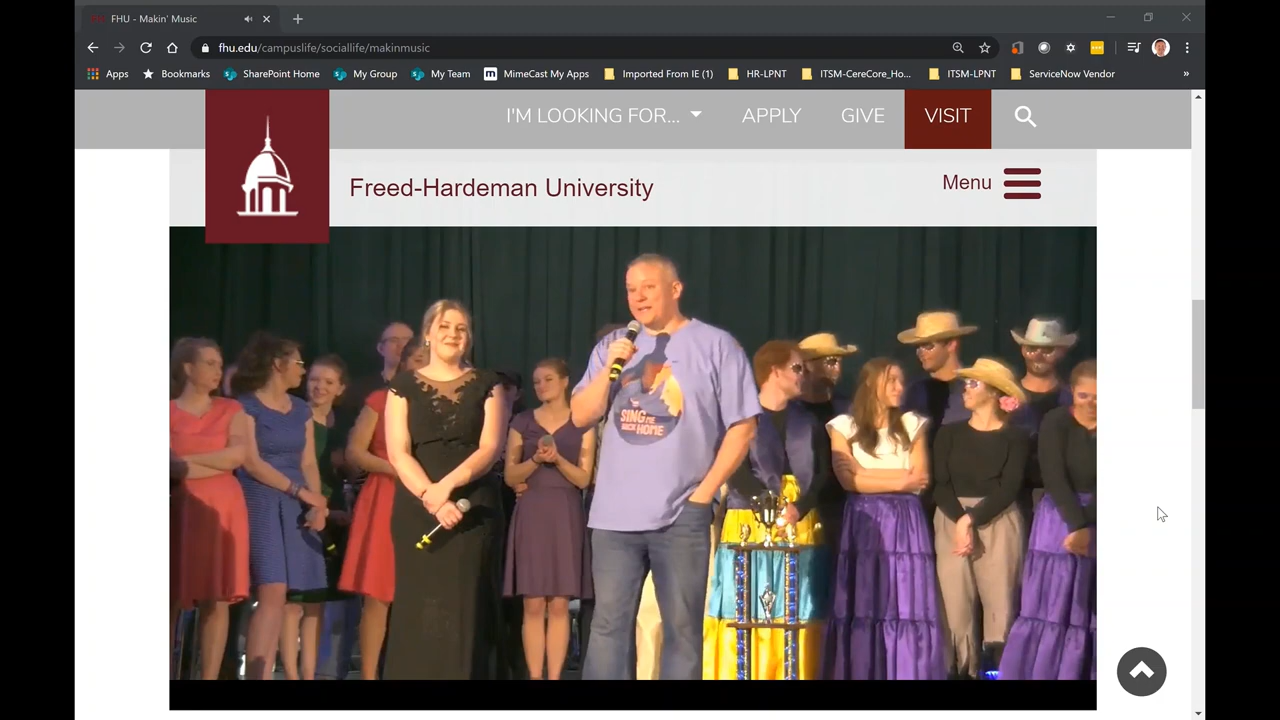 FHU - Makin' Music
fhu.edu/campuslife/sociallife/makinmusic
Apps Bookmarks SharePoint Home My Group My Team m MimeCast My Apps Imported From IE (1) HR-LPNT ITSM-CereCore_Ho... ITSM-LPNT ServiceNow Vendor »
I'M LOOKING FOR... APPLY GIVE VISIT
Freed-Hardeman University
Menu
SING ME
BACK HOME